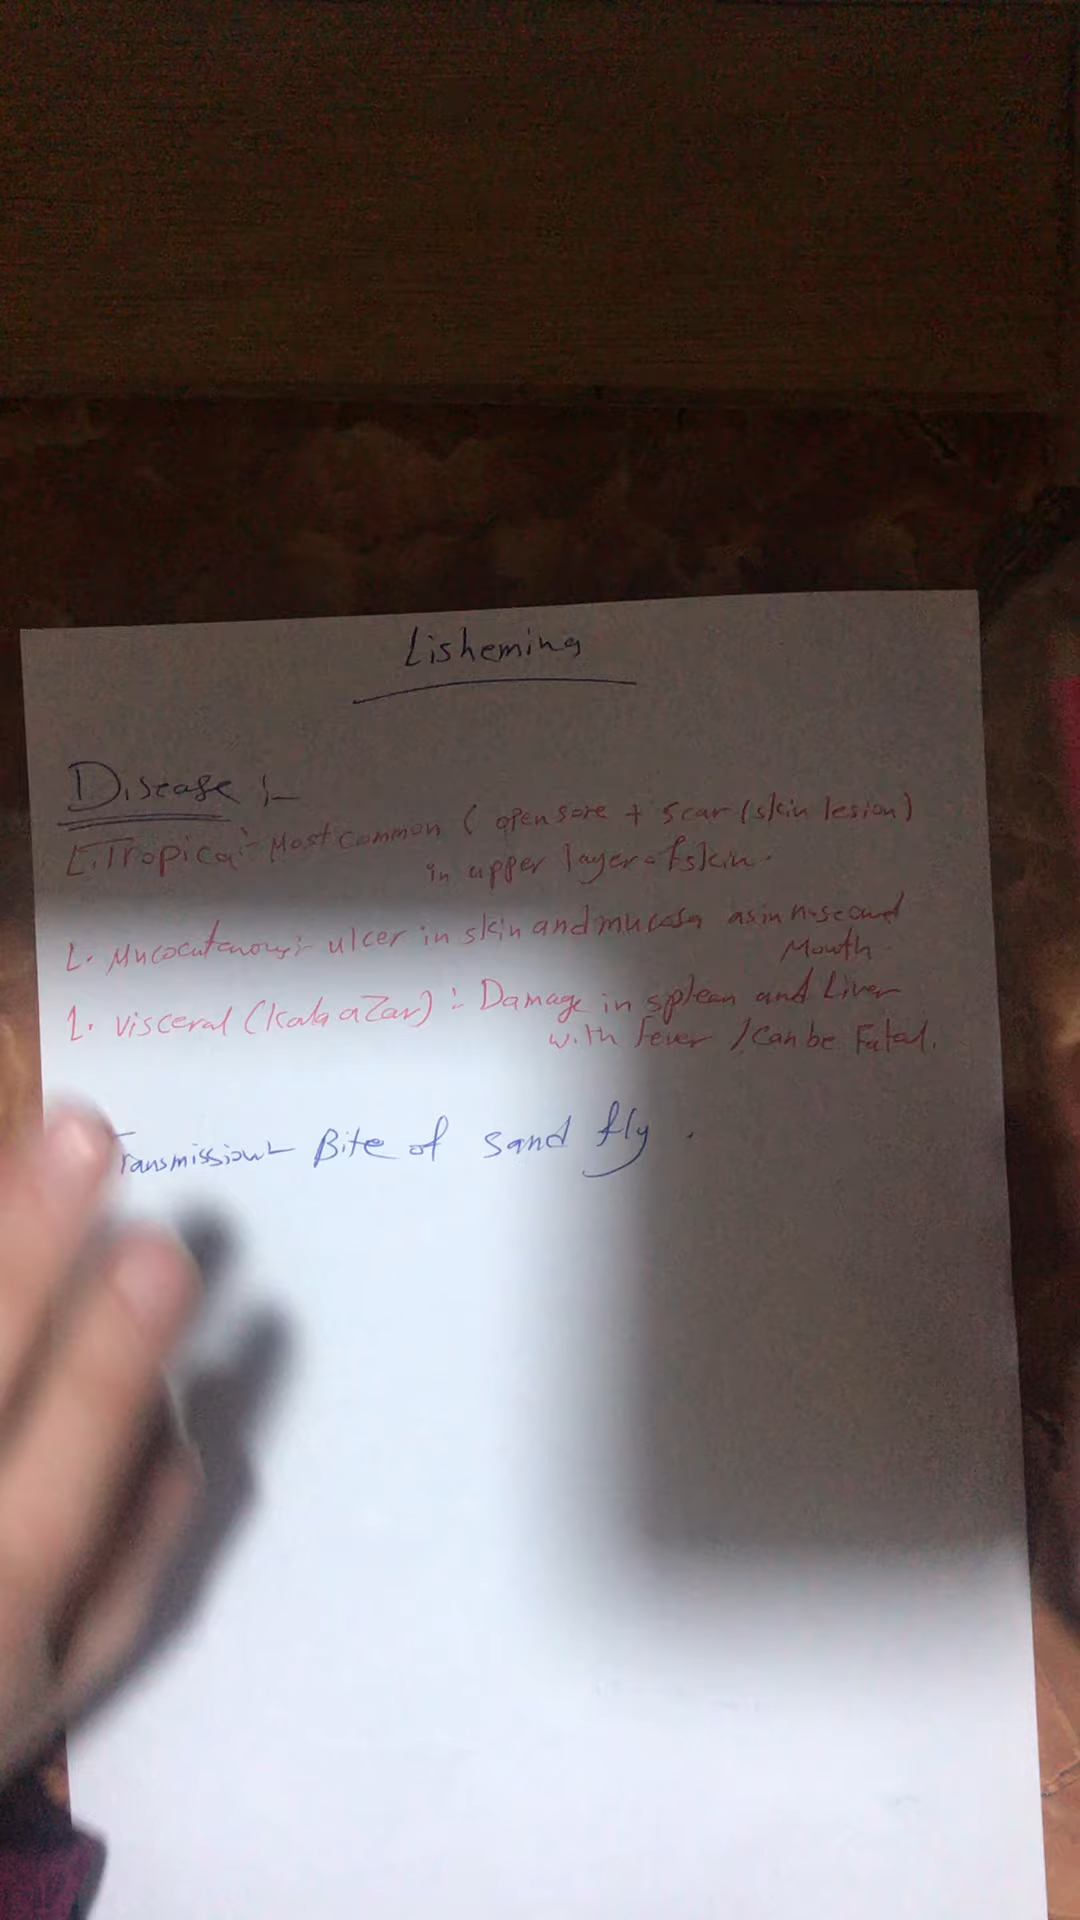 Lisheming
Disease :-
L.Tropica:- Most common ( open sore + scar (skin lesion)
in upper layer of skin.
L. Mucocutenous:- ulcer in skin and mucosa as in nose and
Mouth
L. visceral (kala aZar) :- Damage in splean and Liver
with Fever / Can be Fatal.
Transmission:- Bite of sand fly .